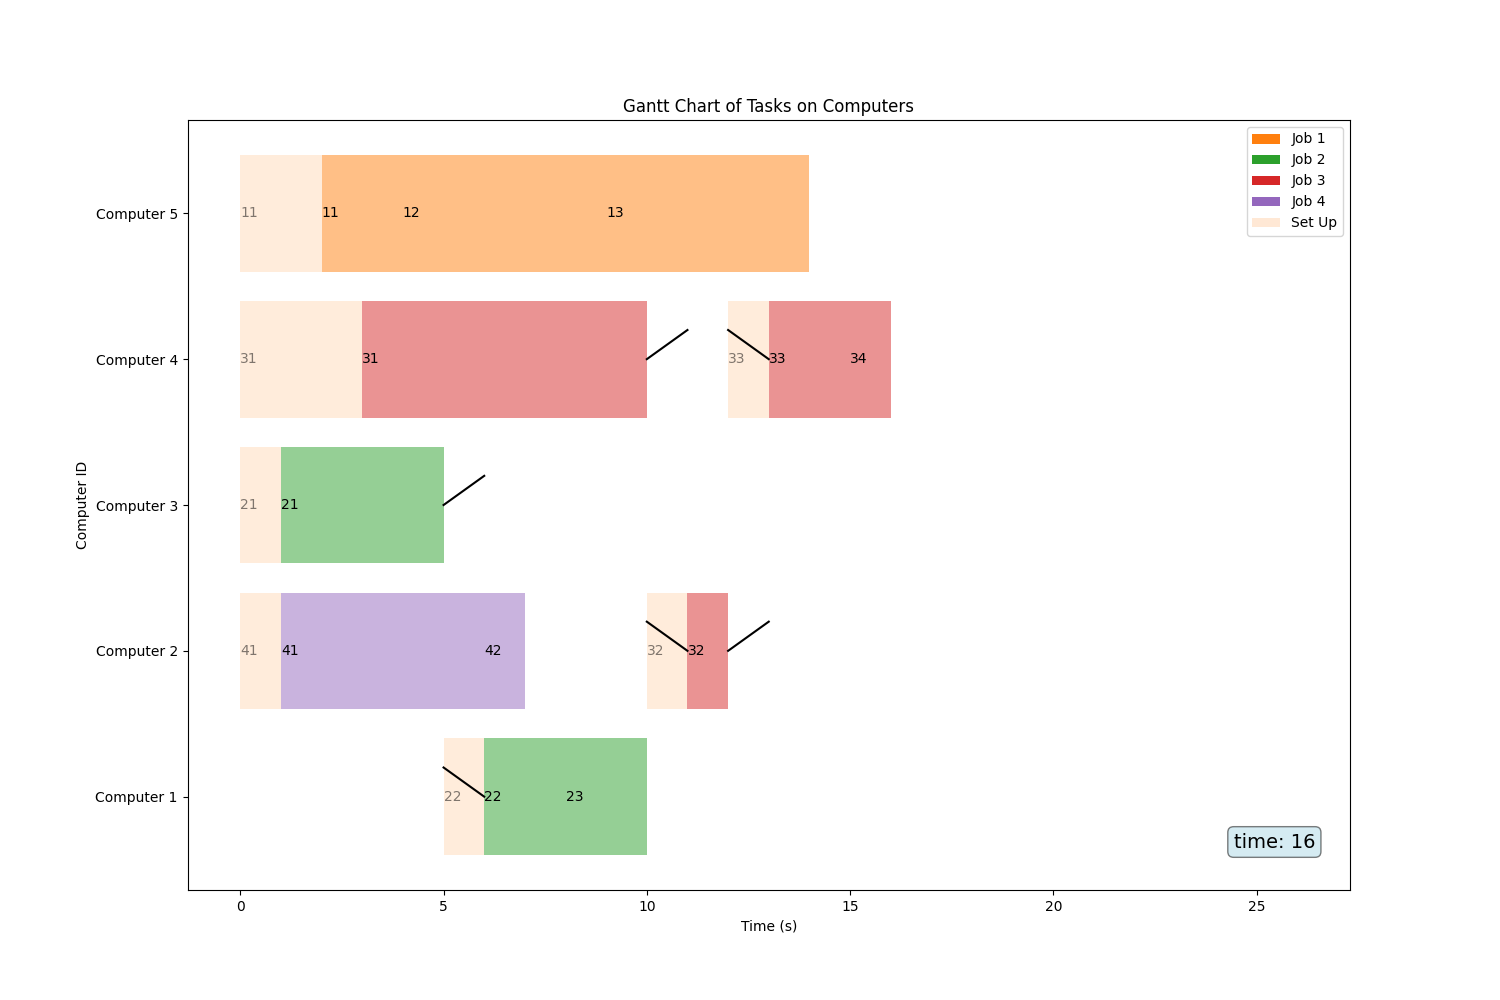 Gantt Chart of Tasks on Computers
Job 1
Job 2
Job 3
Job 4
Set Up
Computer 5
11 11 12 13
Computer 4
31 31 33 33 34
Computer 3
21 21
Computer 2
41 41 42 32 32
Computer 1
22 22 23
Computer ID
time: 16
0 5 10 15 20 25
Time (s)